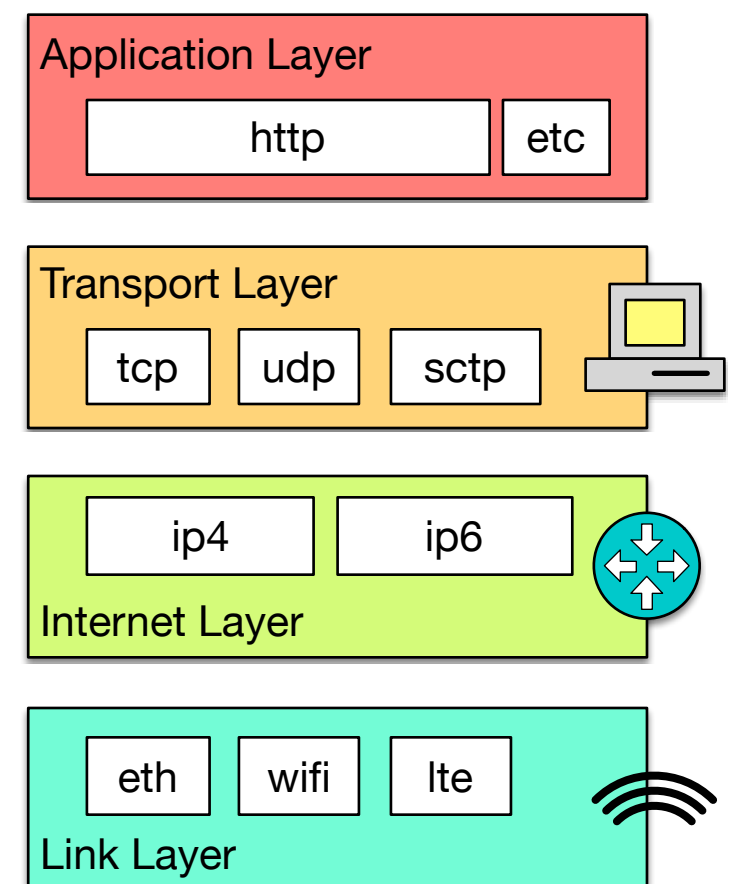 Application Layer
http etc
Transport Layer
tcp udp sctp
ip4 ip6
Internet Layer
eth wifi lte
Link Layer